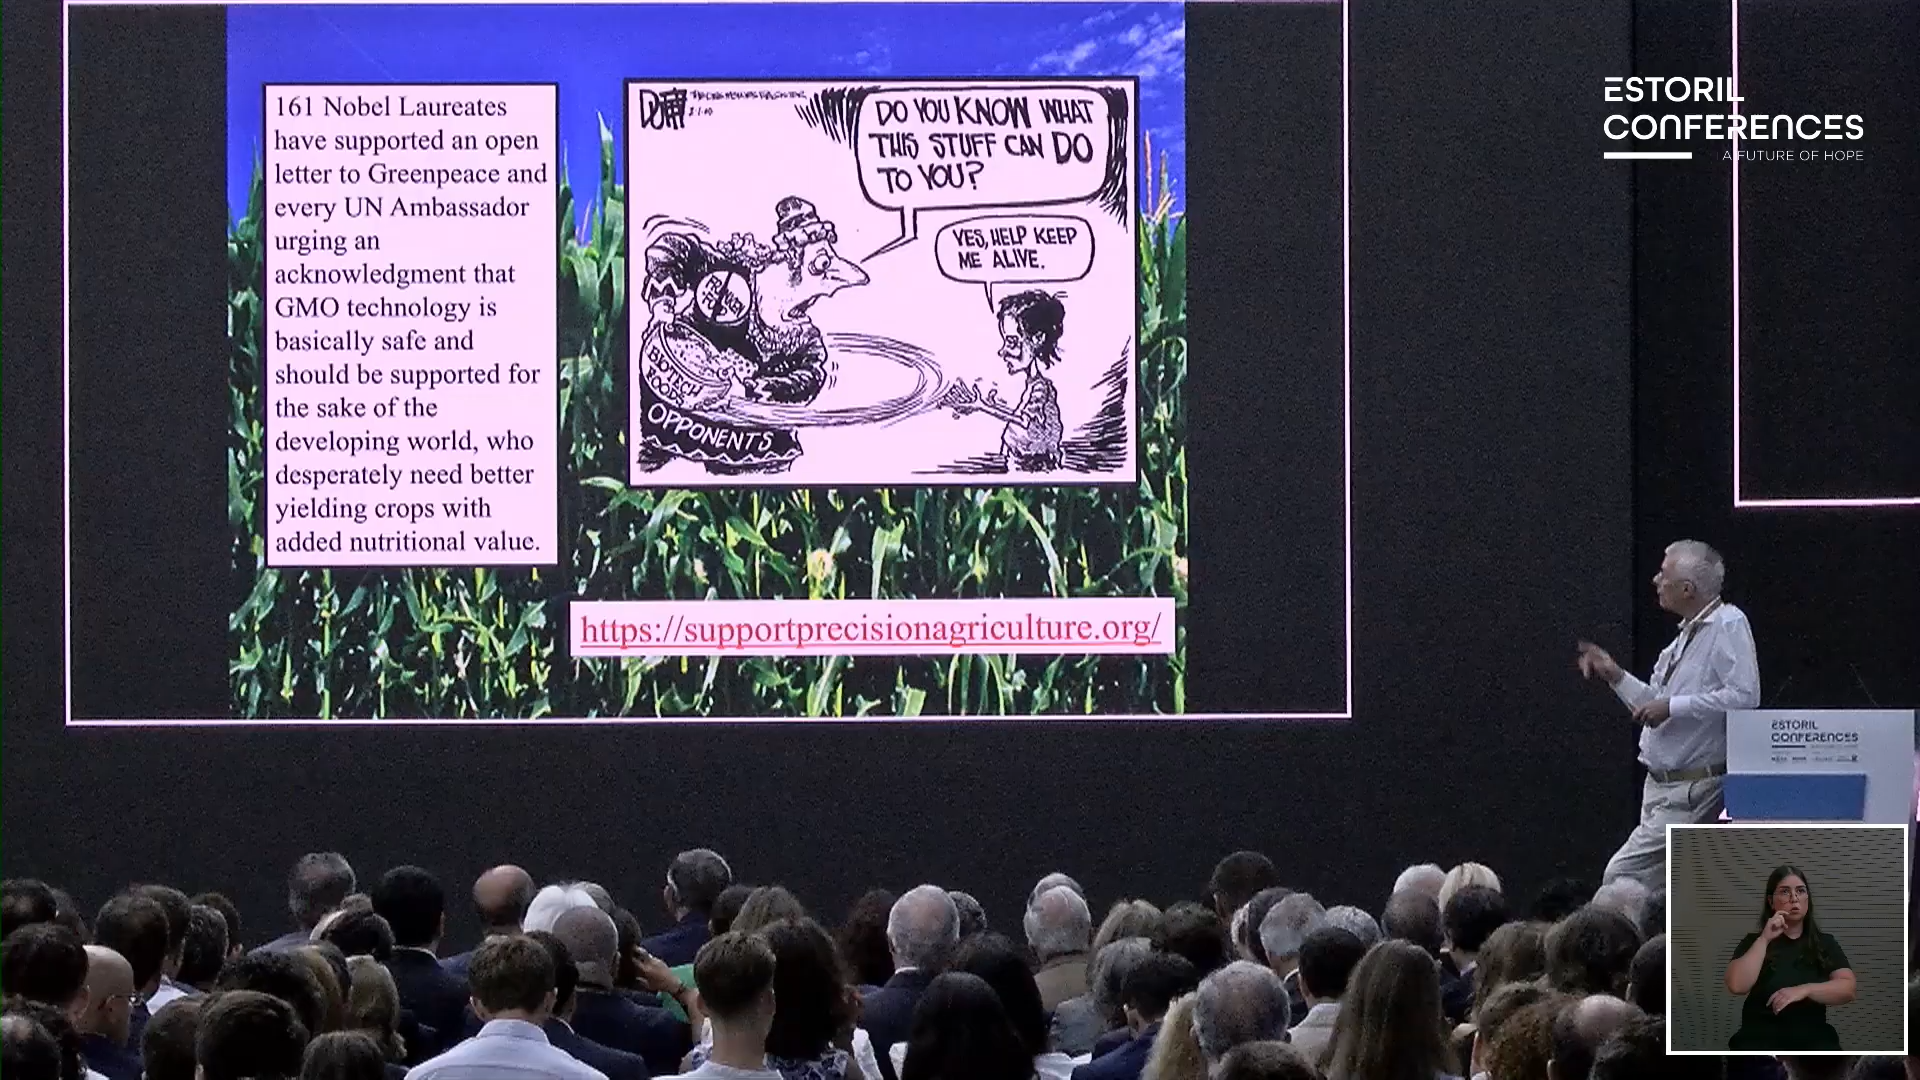 161 Nobel Laureates
have supported an open
letter to Greenpeace and
every UN Ambassador
urging an
acknowledgment that
GMO technology is
basically safe and
should be supported for
the sake of the
developing world, who
desperately need better
yielding crops with
added nutritional value.
DO YOU KNOW WHAT
THIS STUFF CAN DO
TO YOU?
YES, HELP KEEP
ME ALIVE.
BIOTECH
FOODS
OPPONENTS
https://supportprecisionagriculture.org/
ESTORIL
CONFERENCES
A FUTURE OF HOPE
ESTORIL
CONFERENCES